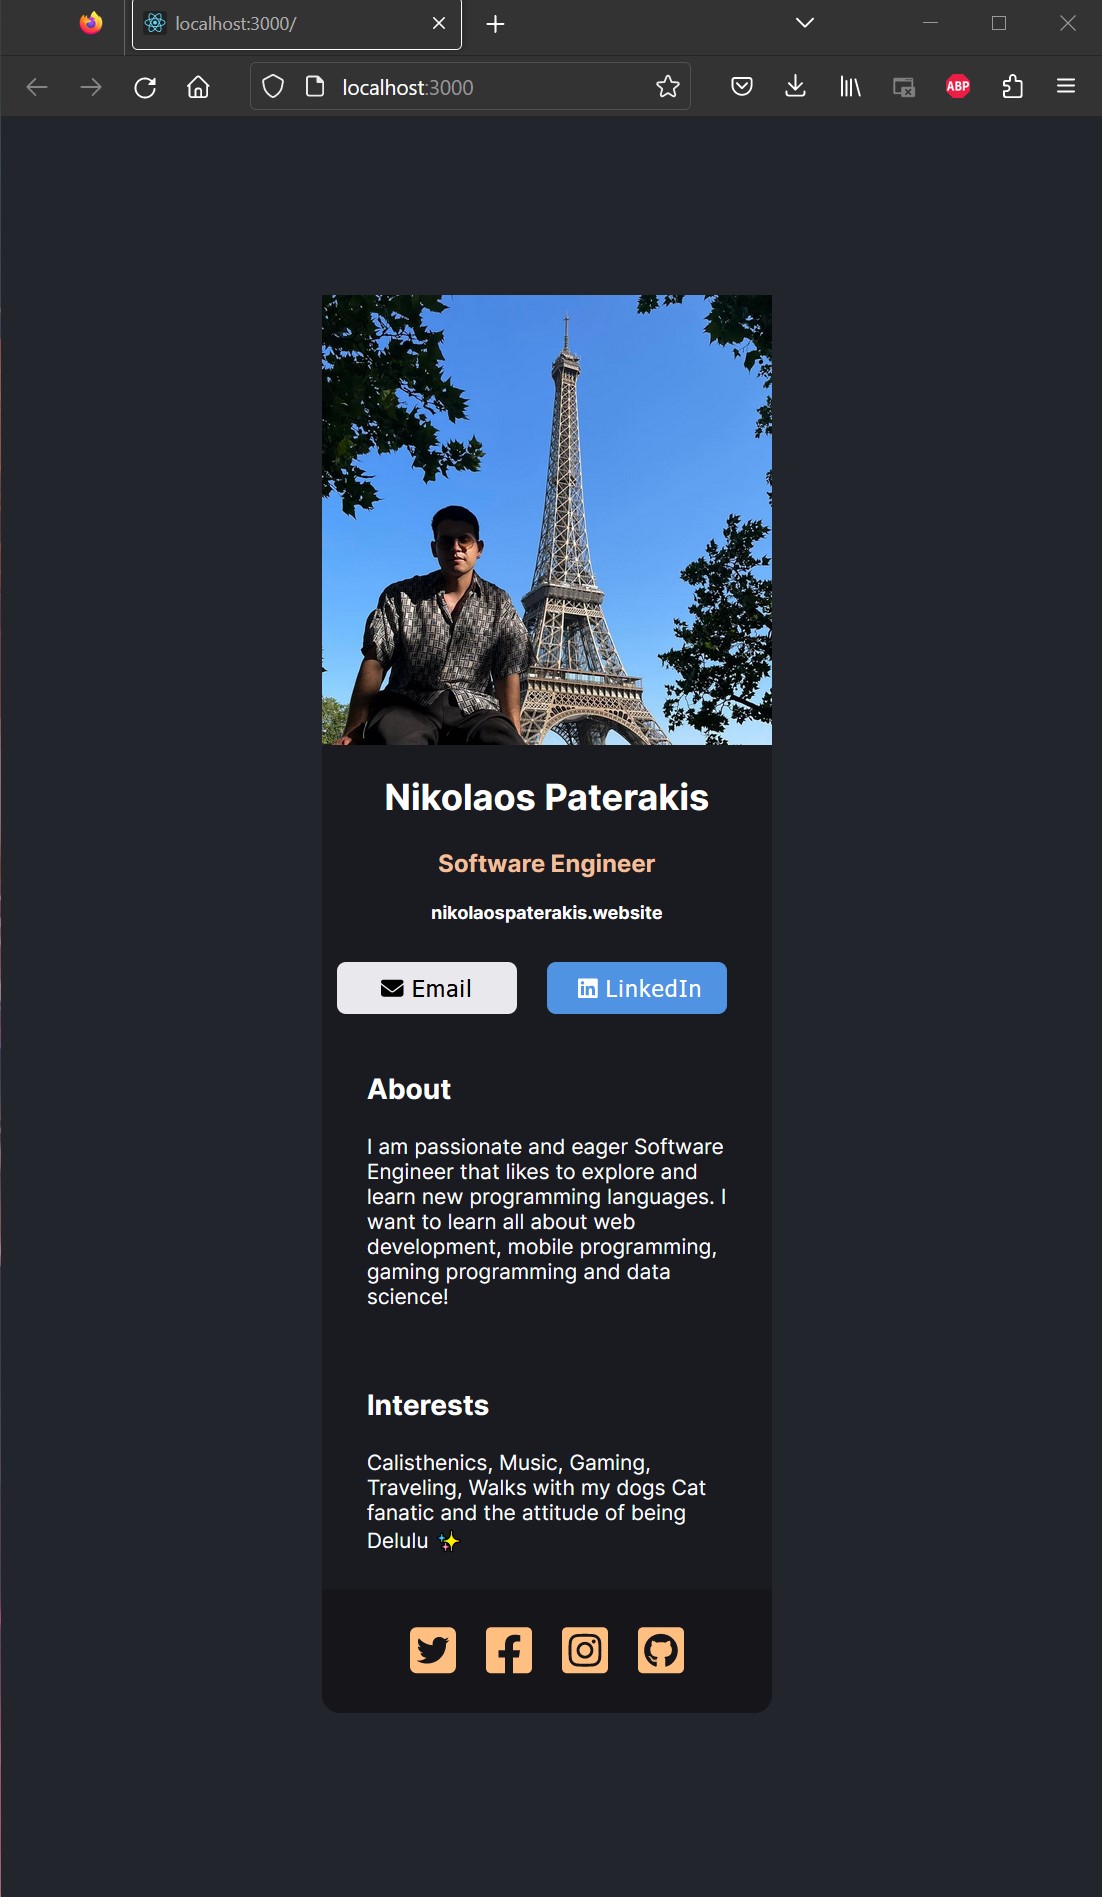 localhost:3000/
localhost:3000
ABP
Nikolaos Paterakis
Software Engineer
nikolaospaterakis.website
Email
in LinkedIn
About
I am passionate and eager Software
Engineer that likes to explore and
learn new programming languages. I
want to learn all about web
development, mobile programming,
gaming programming and data
science!
Interests
Calisthenics, Music, Gaming,
Traveling, Walks with my dogs Cat
fanatic and the attitude of being
Delulu ✨